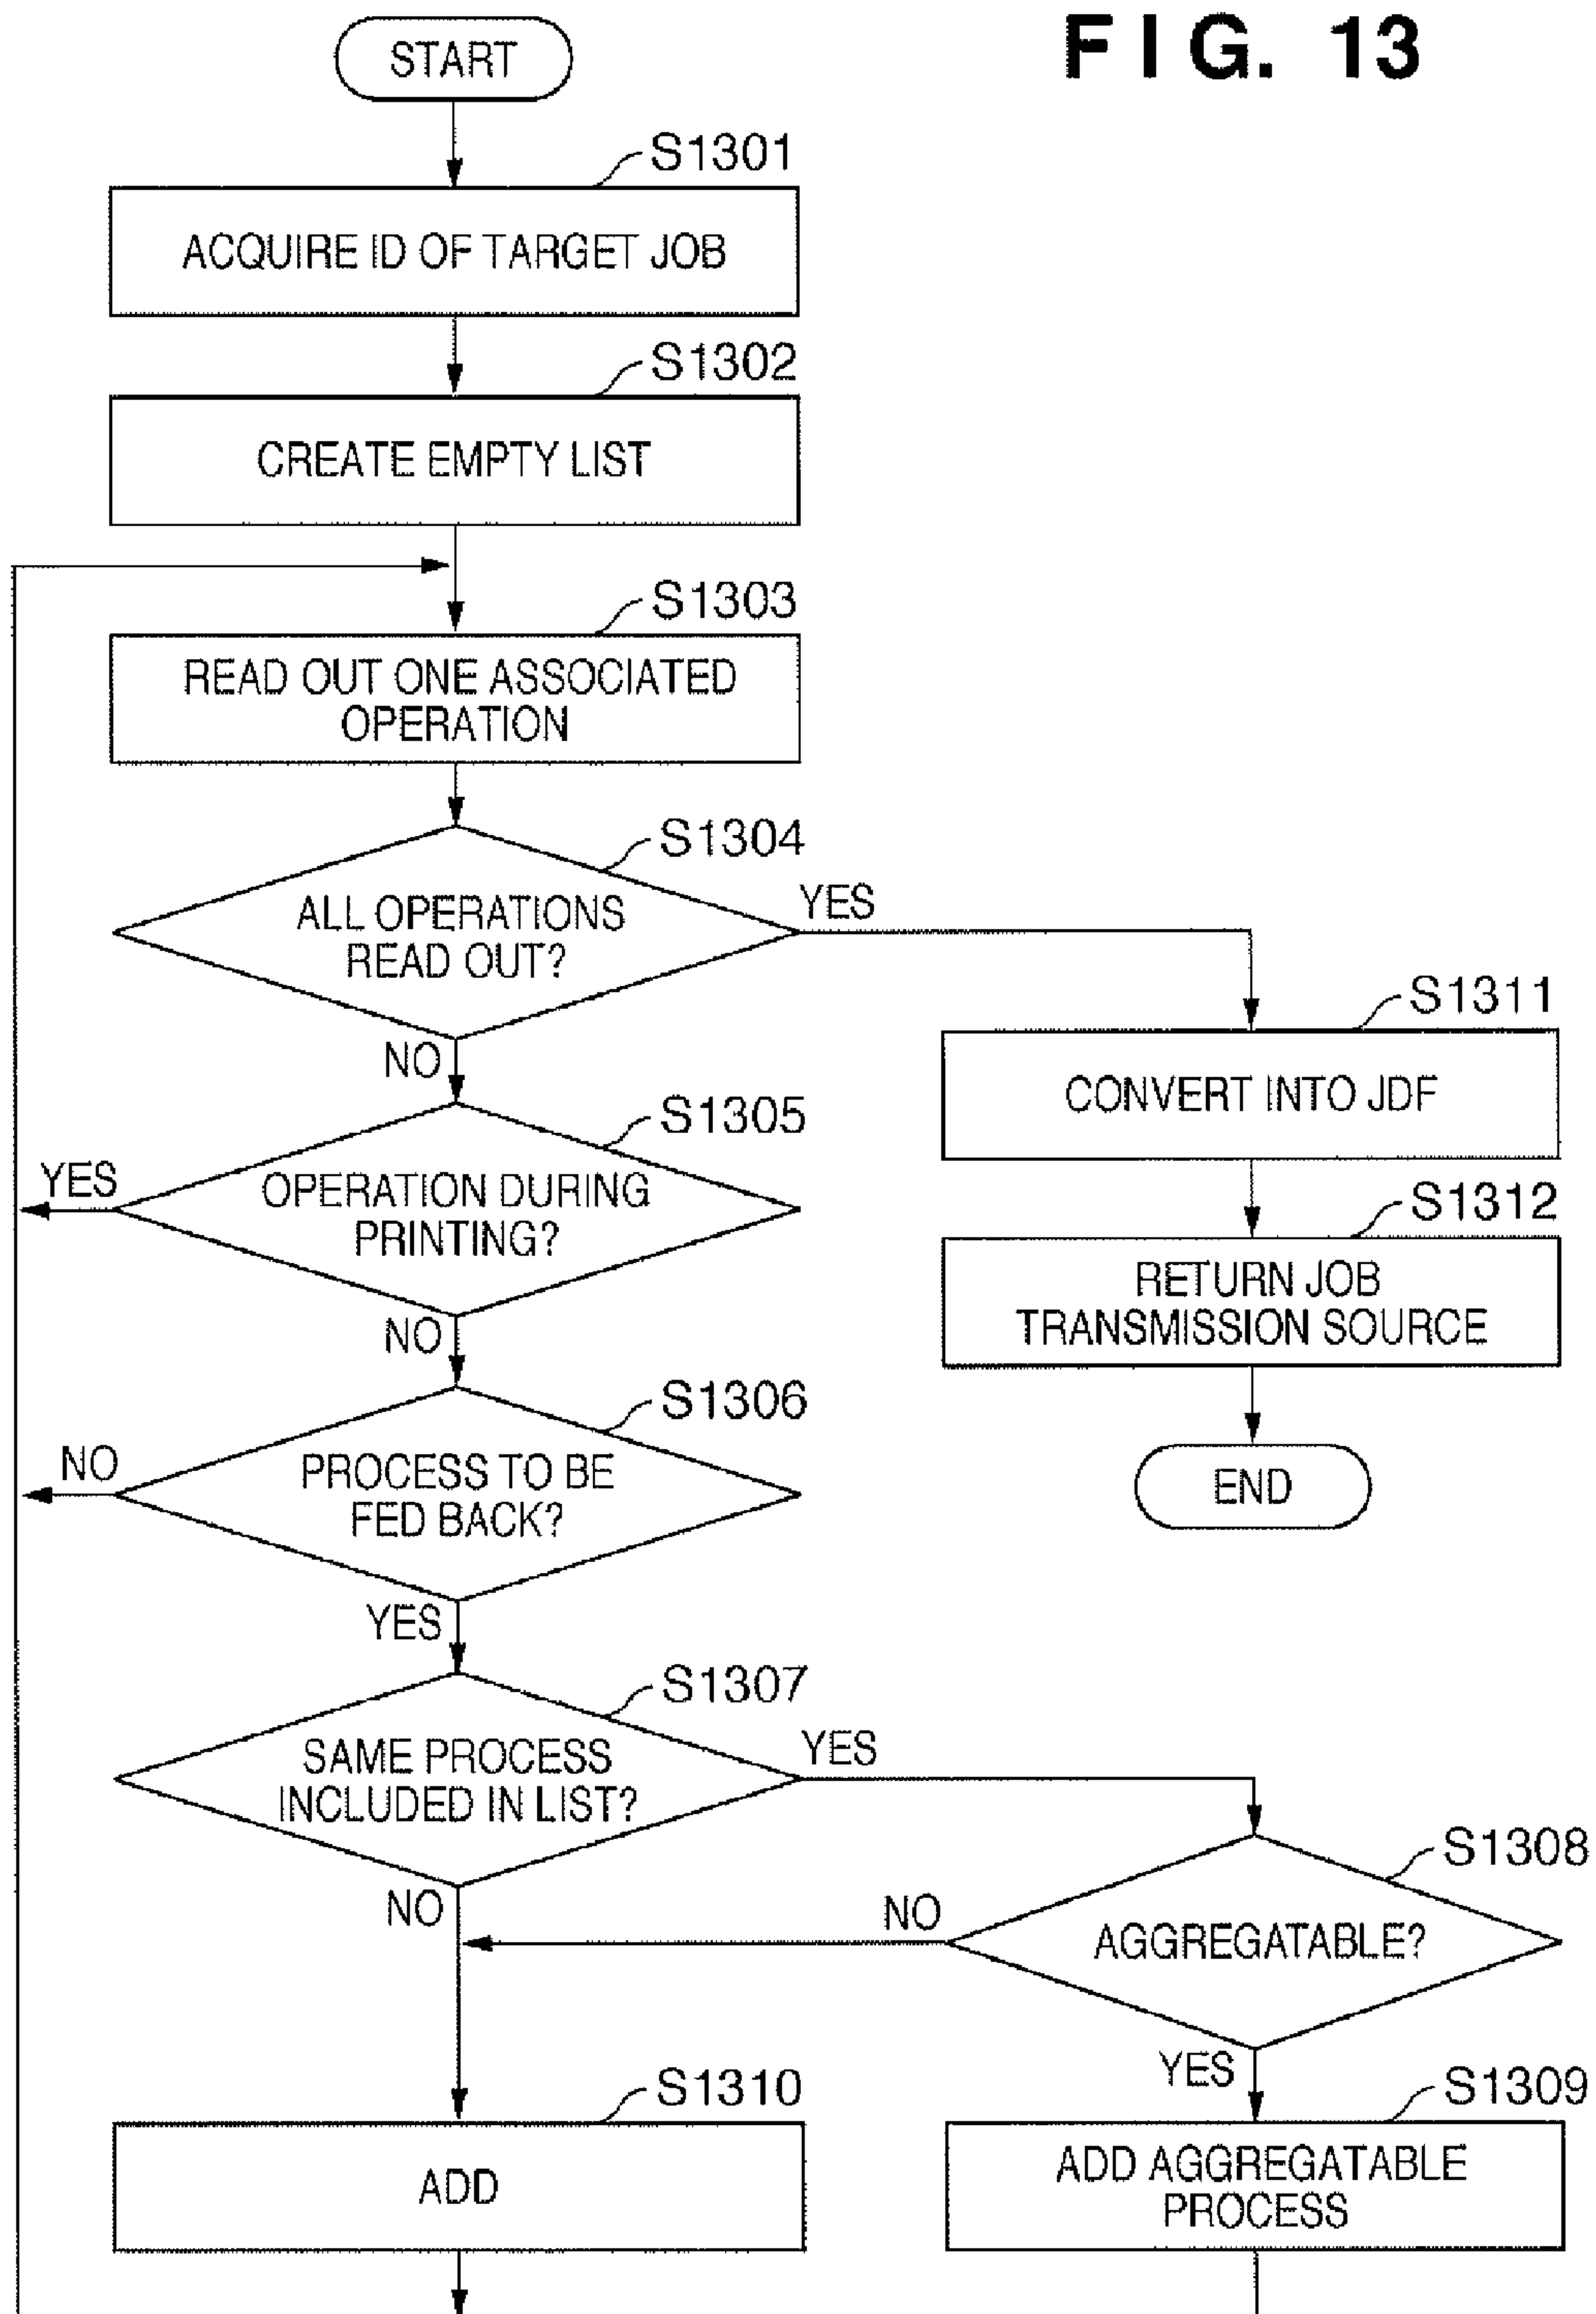 FIG. 13
START
S1301
ACQUIRE ID OF TARGET JOB
S1302
CREATE EMPTY LIST
S1303
READ OUT ONE ASSOCIATED
OPERATION
S1304
ALL OPERATIONS
READ OUT?
YES
NO
S1305
OPERATION DURING
PRINTING?
YES
NO
S1306
PROCESS TO BE
FED BACK?
NO
YES
S1307
SAME PROCESS
INCLUDED IN LIST?
YES
NO
S1308
AGGREGATABLE?
NO
YES
S1309
ADD AGGREGATABLE
PROCESS
S1310
ADD
S1311
CONVERT INTO JDF
S1312
RETURN JOB
TRANSMISSION SOURCE
END